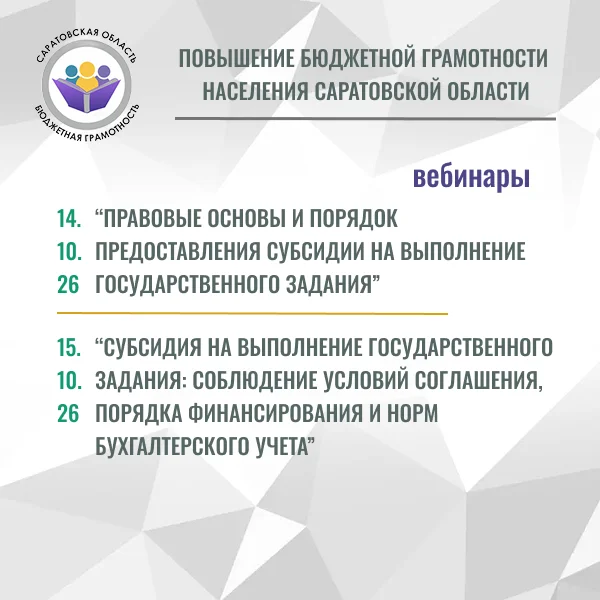 САРАТОВСКАЯ ОБЛАСТЬ
БЮДЖЕТНАЯ ГРАМОТНОСТЬ
ПОВЫШЕНИЕ БЮДЖЕТНОЙ ГРАМОТНОСТИ
НАСЕЛЕНИЯ САРАТОВСКОЙ ОБЛАСТИ
вебинары
14. “ПРАВОВЫЕ ОСНОВЫ И ПОРЯДОК
10. ПРЕДОСТАВЛЕНИЯ СУБСИДИИ НА ВЫПОЛНЕНИЕ
26 ГОСУДАРСТВЕННОГО ЗАДАНИЯ”
15. “СУБСИДИЯ НА ВЫПОЛНЕНИЕ ГОСУДАРСТВЕННОГО
10. ЗАДАНИЯ: СОБЛЮДЕНИЕ УСЛОВИЙ СОГЛАШЕНИЯ,
26 ПОРЯДКА ФИНАНСИРОВАНИЯ И НОРМ
БУХГАЛТЕРСКОГО УЧЕТА”